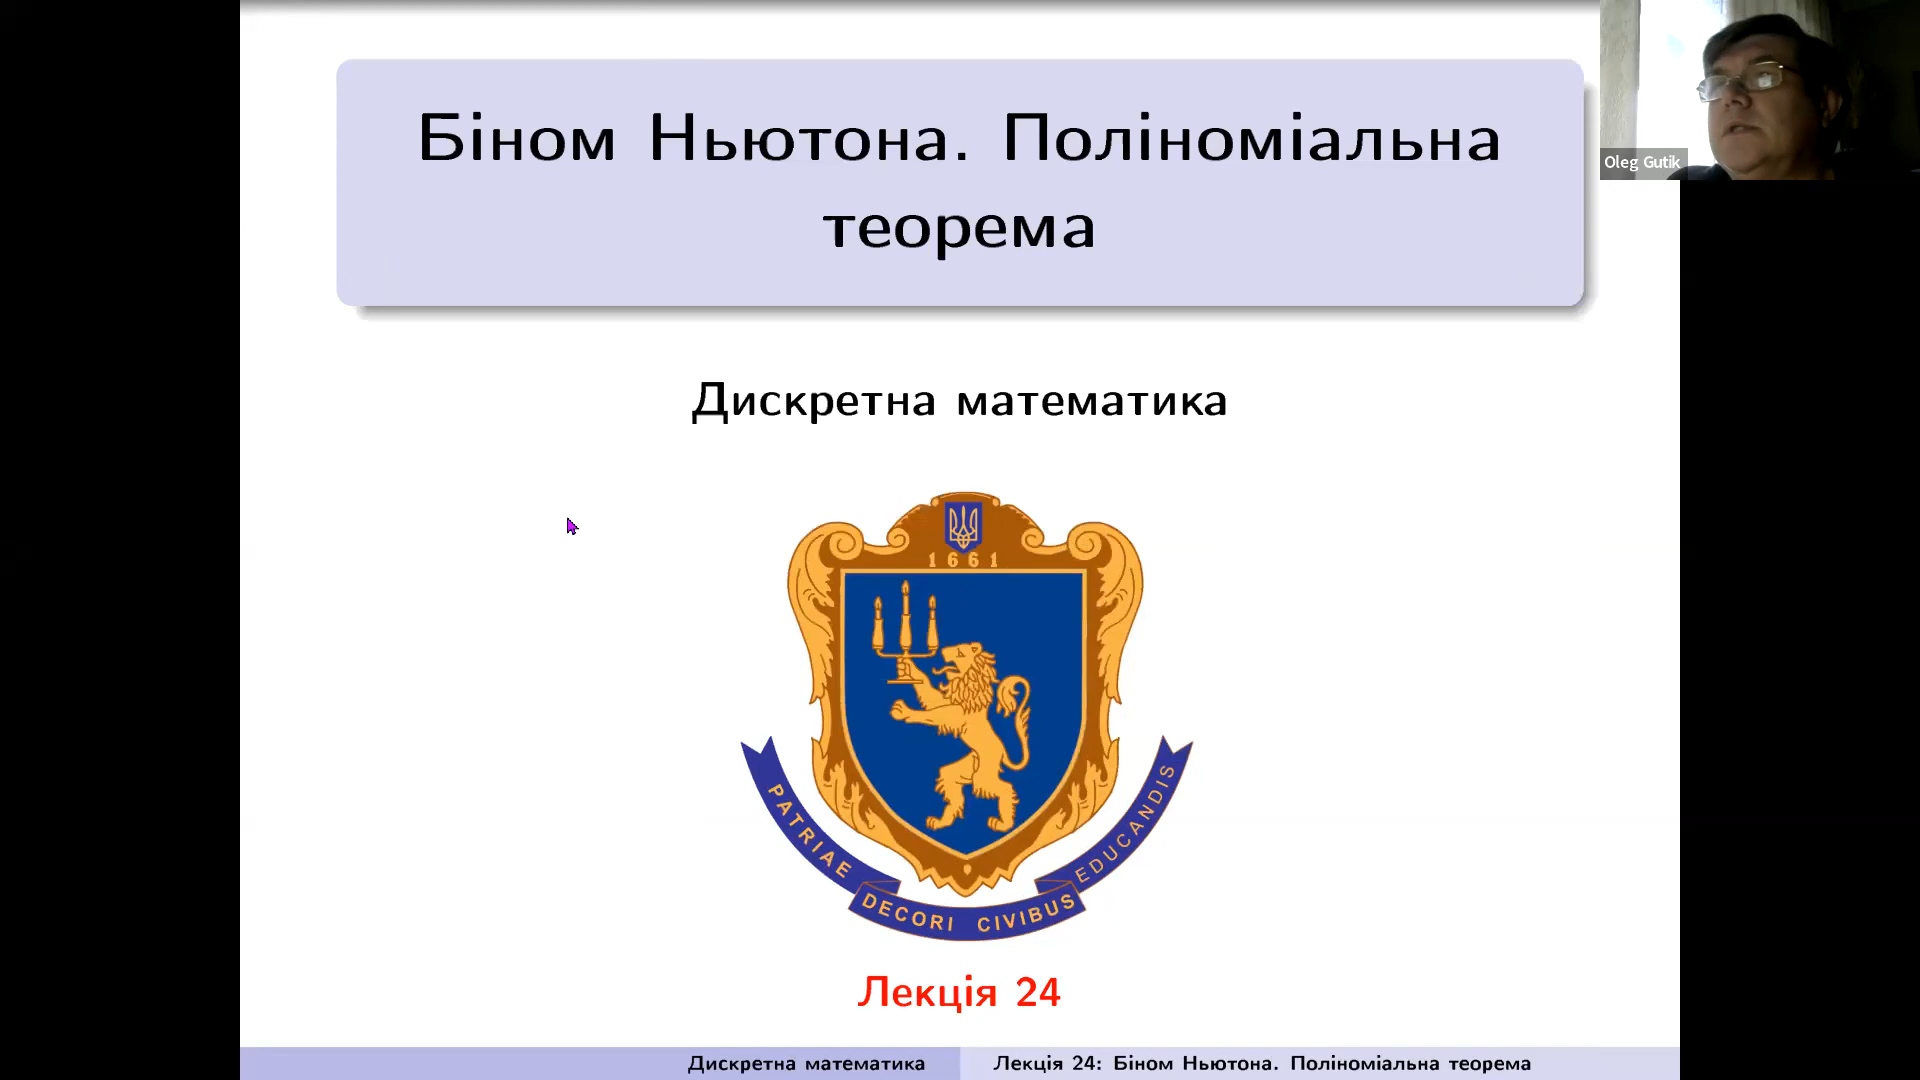 Біном Ньютона. Поліноміальна
теорема
Oleg Gutik
Дискретна математика
1661
PATRIAE
DECORI CIVIBUS
EDUCANDIS
Лекція 24
Дискретна математика
Лекція 24: Біном Ньютона. Поліноміальна теорема